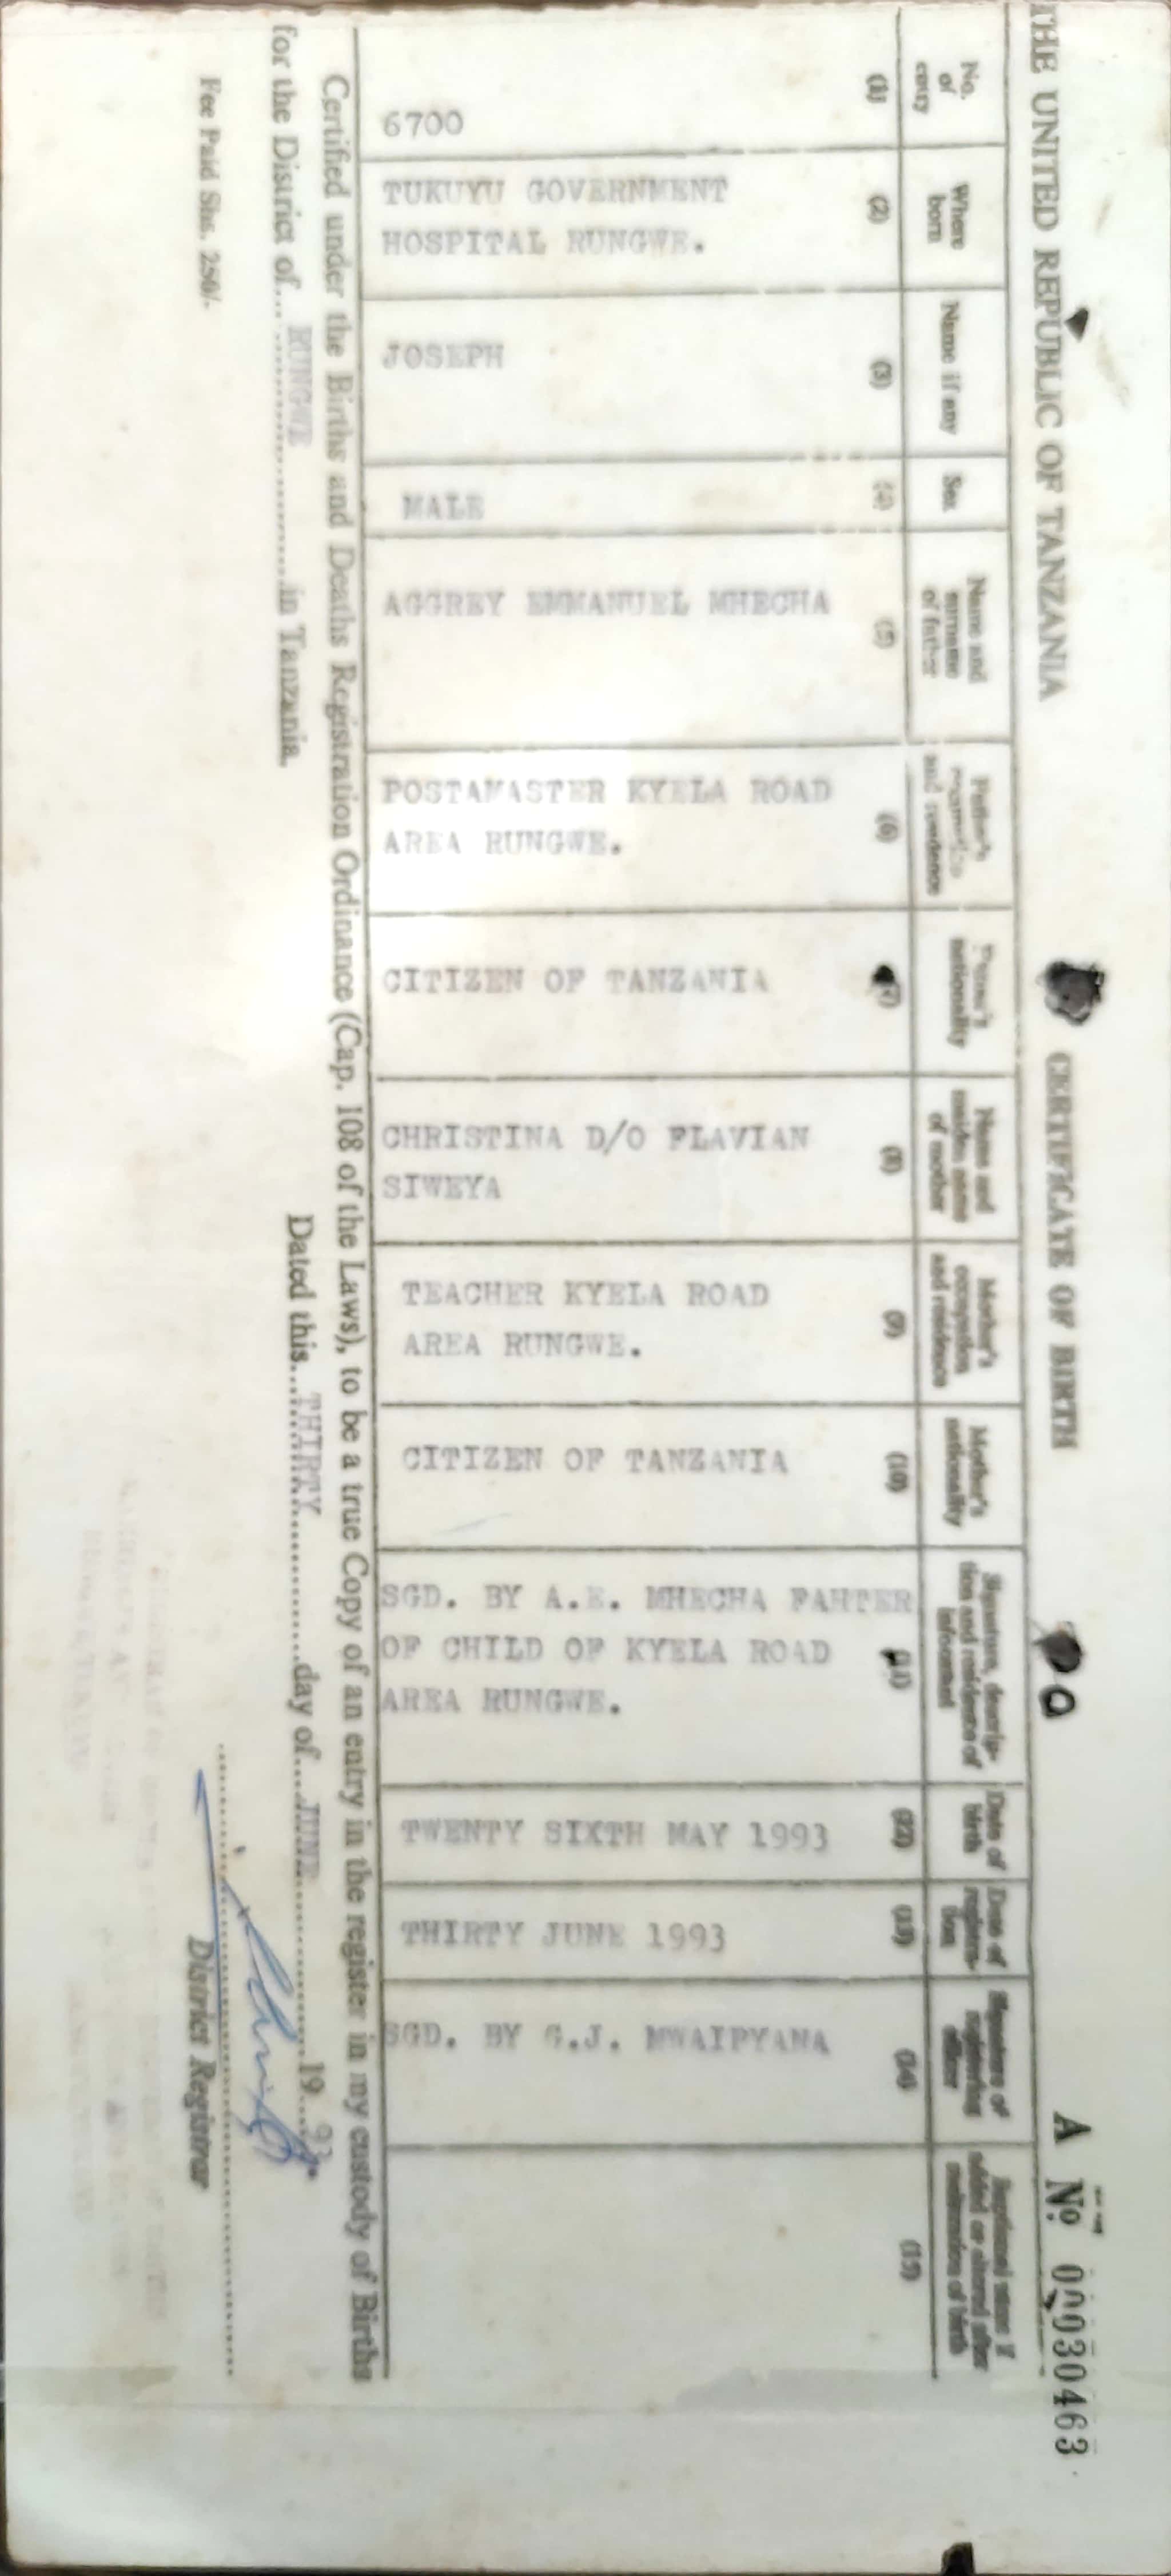 THE UNITED REPUBLIC OF TANZANIA
CERTIFICATE OF BIRTH
A Nº 00030463
No.
of
entry
(1)
6700
Where
born
(2)
TUKUYU GOVERNMENT
HOSPITAL RUNGWE.
Name if any
(3)
JOSEPH
Sex
(4)
MALE
Name and
surname
of father
(5)
AGGREY EMMANUEL MHECHA
Father's
occupation
and residence
(6)
POSTAMASTER KYELA ROAD
AREA RUNGWE.
Father's
nationality
(7)
CITIZEN OF TANZANIA
Name and
maiden name
of mother
(8)
CHRISTINA D/O FLAVIAN
SIWEYA
Mother's
occupation
and residence
(9)
TEACHER KYELA ROAD
AREA RUNGWE.
Mother's
nationality
(10)
CITIZEN OF TANZANIA
Signature, descrip-
tion and residence of
informant
(11)
SGD. BY A.E. MHECHA FAHTER
OF CHILD OF KYELA ROAD
AREA RUNGWE.
Date of
birth
(12)
TWENTY SIXTH MAY 1993
Date of
registra-
tion
(13)
THIRTY JUNE 1993
Signature of
registering
officer
(14)
SGD. BY G.J. MWAIPYANA
Baptismal name if
added or altered after
registration of birth
(15)
Certified under the Births and Deaths Registration Ordinance (Cap. 108 of the Laws), to be a true Copy of an entry in the register in my custody of Births
for the District of... RUNGWE ............in Tanzania.
Dated this... THIRTY ............day of... JUNE ............19..93.
Fee Paid Shs. 250/-
District Registrar